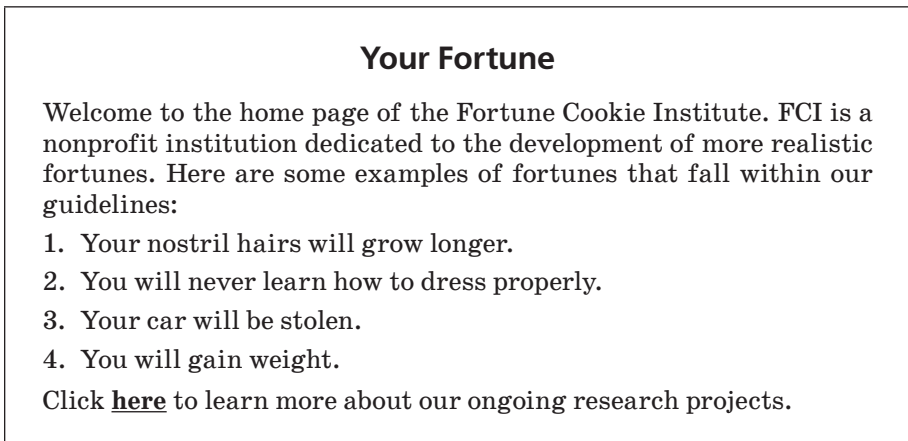 Your Fortune
Welcome to the home page of the Fortune Cookie Institute. FCI is a
nonprofit institution dedicated to the development of more realistic
fortunes. Here are some examples of fortunes that fall within our
guidelines:
1. Your nostril hairs will grow longer.
2. You will never learn how to dress properly.
3. Your car will be stolen.
4. You will gain weight.
Click here to learn more about our ongoing research projects.